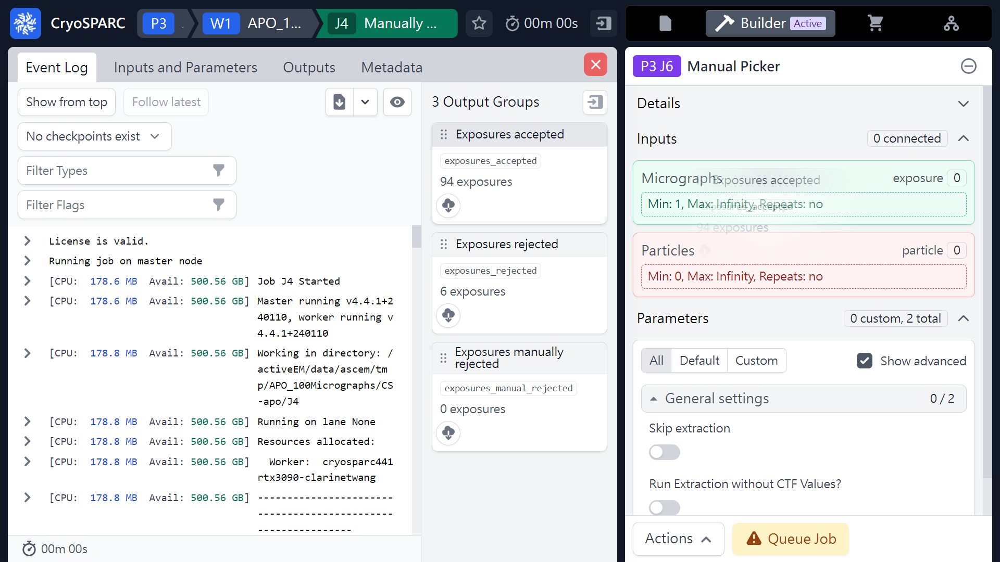 CryoSPARC
P3
W1 APO_1...
J4 Manually ...
00m 00s
Builder Active
Event Log
Inputs and Parameters
Outputs
Metadata
Show from top
Follow latest
No checkpoints exist
Filter Types
Filter Flags
License is valid.
Running job on master node
[CPU: 178.6 MB Avail: 500.56 GB] Job J4 Started
[CPU: 178.6 MB Avail: 500.56 GB] Master running v4.4.1+2
40110, worker running v
4.4.1+240110
[CPU: 178.8 MB Avail: 500.56 GB] Working in directory: /
activeEM/data/ascem/tm
p/APO_100Micrographs/CS
-apo/J4
[CPU: 178.8 MB Avail: 500.56 GB] Running on lane None
[CPU: 178.8 MB Avail: 500.56 GB] Resources allocated:
[CPU: 178.8 MB Avail: 500.56 GB] Worker: cryosparc441
rtx3090-clarinetwang
[CPU: 178.8 MB Avail: 500.56 GB] -----------------------
-----------------------
----------------
00m 00s
3 Output Groups
Exposures accepted
exposures_accepted
94 exposures
Exposures rejected
exposures_rejected
6 exposures
Exposures manually
rejected
exposures_manual_rejected
0 exposures
P3 J6 Manual Picker
Details
Inputs
0 connected
Micrographs
exposure 0
Min: 1, Max: Infinity, Repeats: no
Exposures accepted
exposures_accepted
94 exposures
Particles
particle 0
Min: 0, Max: Infinity, Repeats: no
Parameters
0 custom, 2 total
All
Default
Custom
Show advanced
General settings
0 / 2
Skip extraction
Run Extraction without CTF Values?
Actions
Queue Job